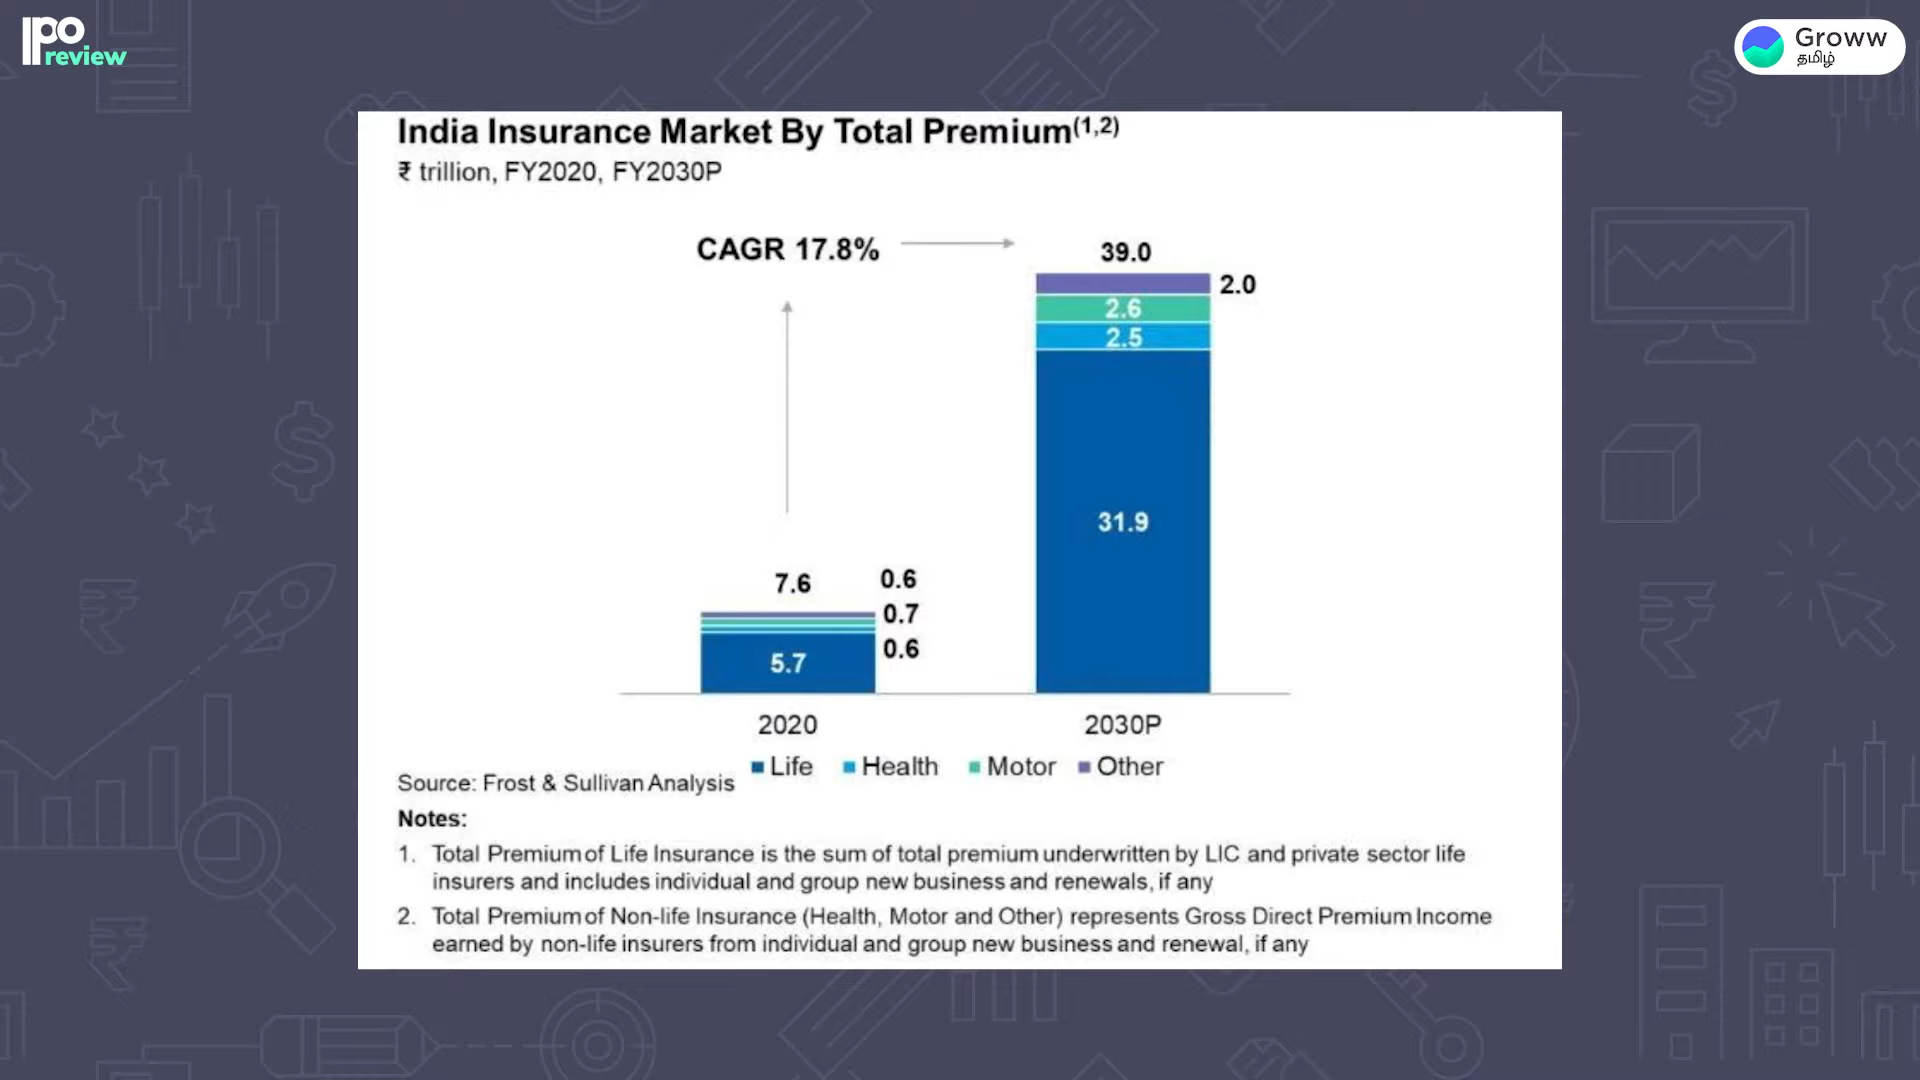 IPO
review
Groww
தமிழ்
India Insurance Market By Total Premium(1,2)
₹ trillion, FY2020, FY2030P
CAGR 17.8%
39.0
2.0
2.6
2.5
31.9
7.6
0.6
0.7
0.6
5.7
2020
2030P
Life
Health
Motor
Other
Source: Frost & Sullivan Analysis
Notes:
1. Total Premium of Life Insurance is the sum of total premium underwritten by LIC and private sector life
insurers and includes individual and group new business and renewals, if any
2. Total Premium of Non-life Insurance (Health, Motor and Other) represents Gross Direct Premium Income
earned by non-life insurers from individual and group new business and renewal, if any